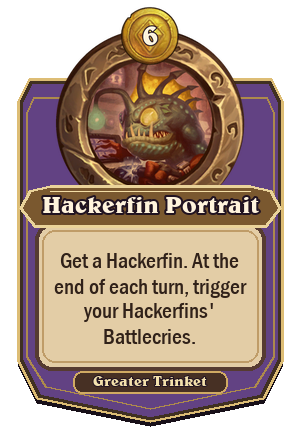 6
Hackerfin Portrait
Get a Hackerfin. At the
end of each turn, trigger
your Hackerfins'
Battlecries.
Greater Trinket